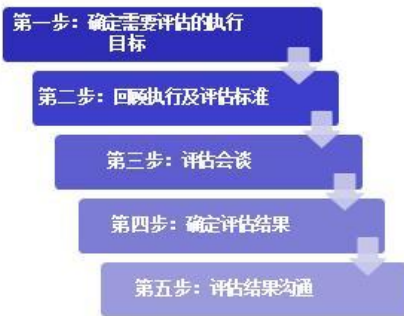 第一步：确定需要评估的执行
目标
第二步：回顾执行及评估标准
第三步：评估会谈
第四步：确定评估结果
第五步：评估结果沟通